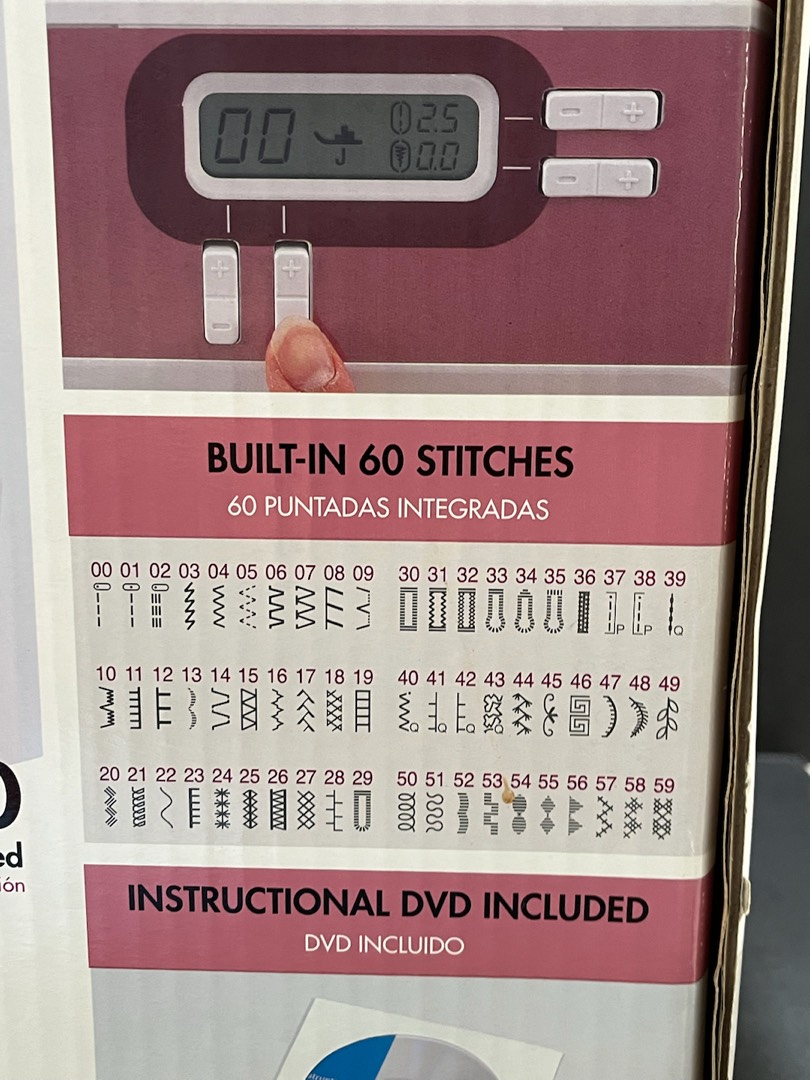 00 J 2.5
0.0
BUILT-IN 60 STITCHES
60 PUNTADAS INTEGRADAS
00 01 02 03 04 05 06 07 08 09 30 31 32 33 34 35 36 37 38 39
P P Q
10 11 12 13 14 15 16 17 18 19 40 41 42 43 44 45 46 47 48 49
Q Q Q Q
20 21 22 23 24 25 26 27 28 29 50 51 52 53 54 55 56 57 58 59
ed
ión
INSTRUCTIONAL DVD INCLUDED
DVD INCLUIDO